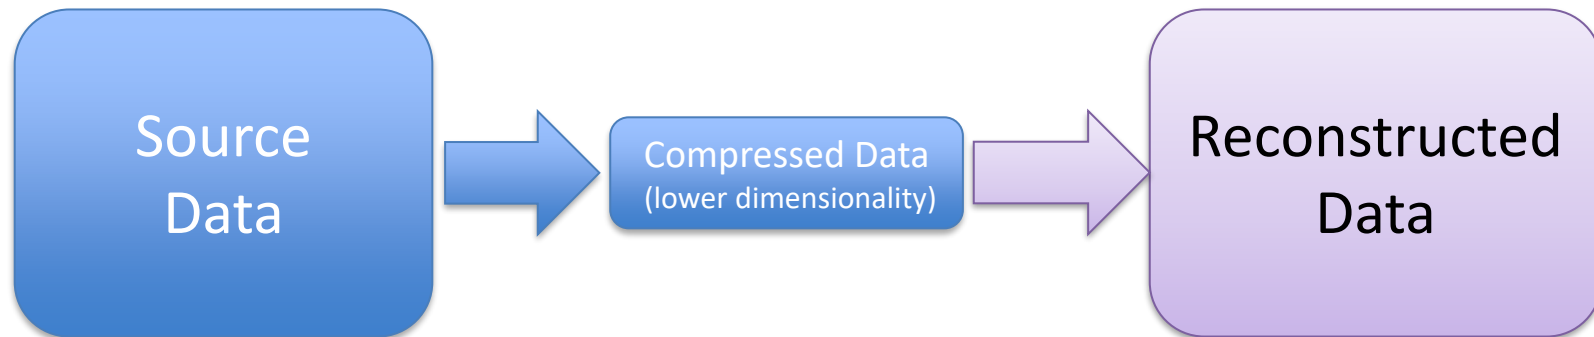 Source
Data
Compressed Data
(lower dimensionality)
Reconstructed
Data